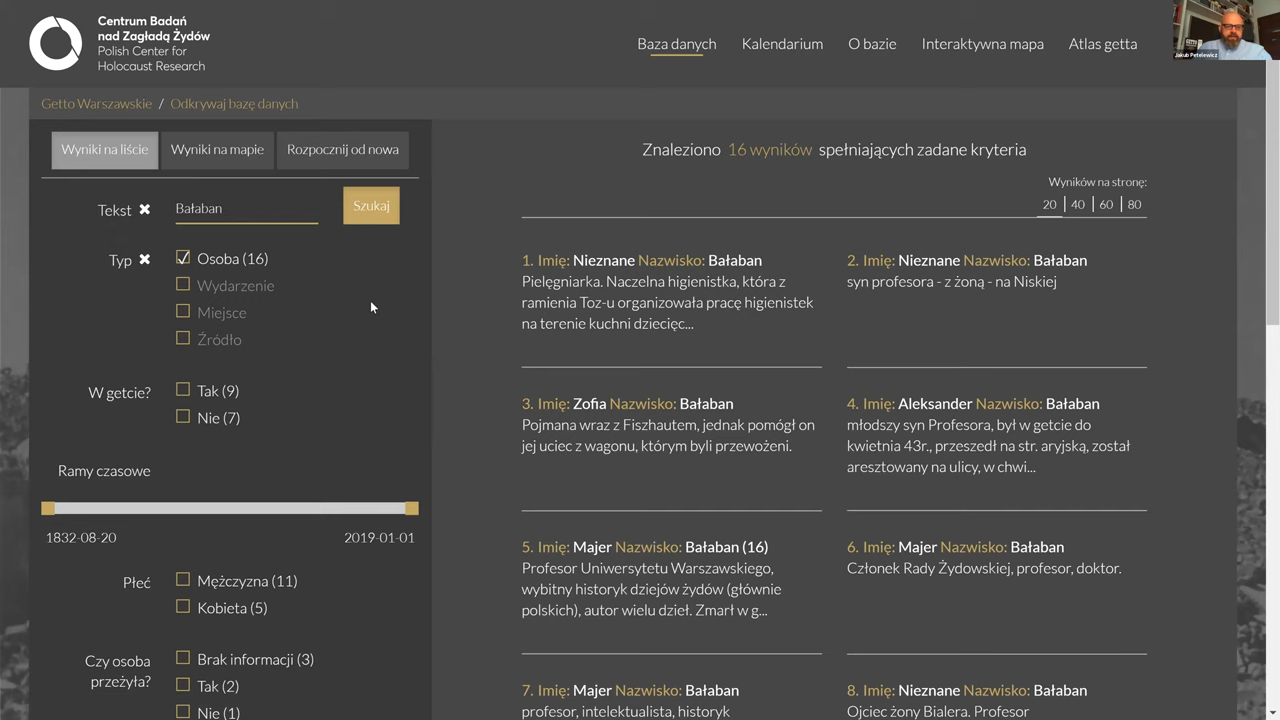 Centrum Badań
nad Zagładą Żydów
Polish Center for
Holocaust Research
Baza danych
Kalendarium
O bazie
Interaktywna mapa
Atlas getta
Jakub Petelewicz
Getto Warszawskie / Odkrywaj bazę danych
Wyniki na liście
Wyniki na mapie
Rozpocznij od nowa
Tekst
Bałaban
Szukaj
Typ
Osoba (16)
Wydarzenie
Miejsce
Źródło
W getcie?
Tak (9)
Nie (7)
Ramy czasowe
1832-08-20
2019-01-01
Płeć
Mężczyzna (11)
Kobieta (5)
Czy osoba
przeżyła?
Brak informacji (3)
Tak (2)
Nie (1)
Znaleziono 16 wyników spełniających zadane kryteria
Wyników na stronę:
20 | 40 | 60 | 80
1. Imię: Nieznane Nazwisko: Bałaban
Pielęgniarka. Naczelna higienistka, która z
ramienia Toz-u organizowała pracę higienistek
na terenie kuchni dziecięc...
2. Imię: Nieznane Nazwisko: Bałaban
syn profesora - z żoną - na Niskiej
3. Imię: Zofia Nazwisko: Bałaban
Pojmana wraz z Fiszhautem, jednak pomógł on
jej uciec z wagonu, którym byli przewożeni.
4. Imię: Aleksander Nazwisko: Bałaban
młodszy syn Profesora, był w getcie do
kwietnia 43r., przeszedł na str. aryjską, został
aresztowany na ulicy, w chwi...
5. Imię: Majer Nazwisko: Bałaban (16)
Profesor Uniwersytetu Warszawskiego,
wybitny historyk dziejów żydów (głównie
polskich), autor wielu dzieł. Zmarł w g...
6. Imię: Majer Nazwisko: Bałaban
Członek Rady Żydowskiej, profesor, doktor.
7. Imię: Majer Nazwisko: Bałaban
profesor, intelektualista, historyk
8. Imię: Nieznane Nazwisko: Bałaban
Ojciec żony Bialera. Profesor